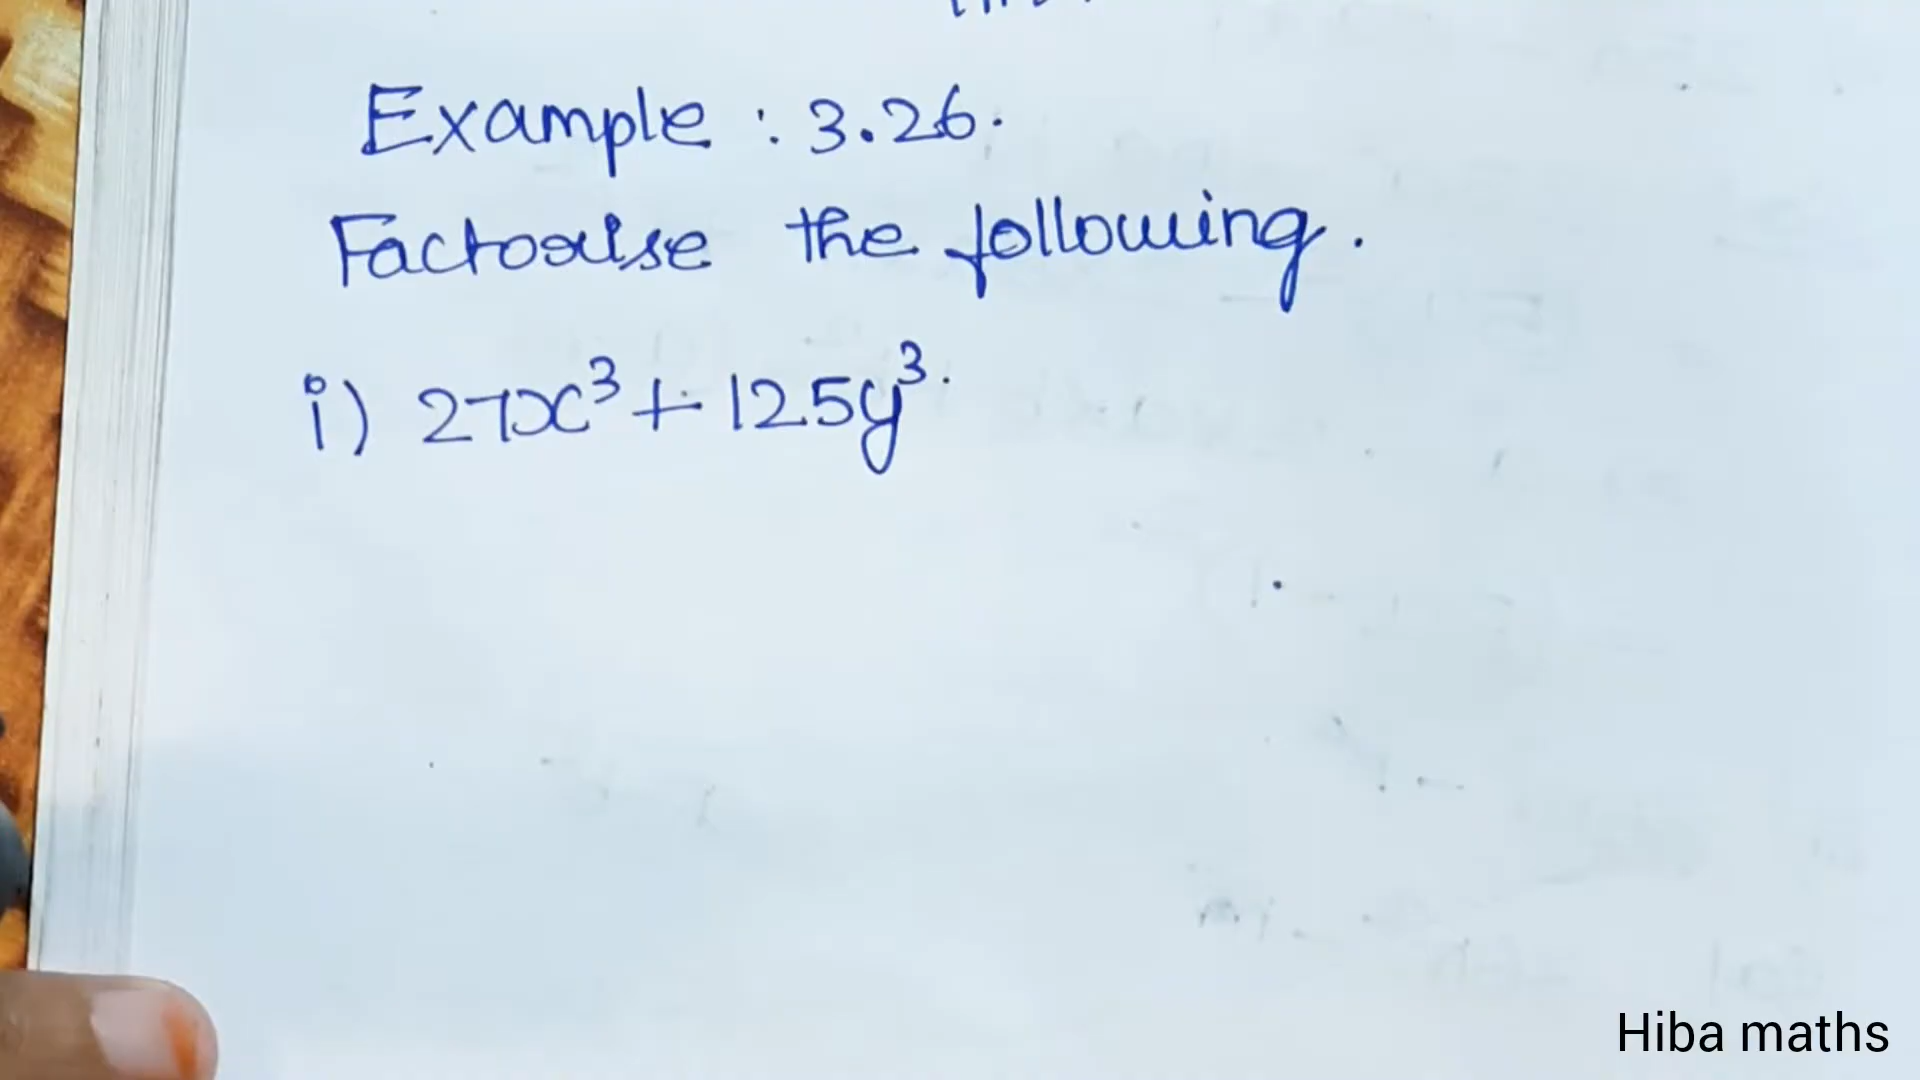 Example : 3.26.
Factorise the following.
i) 27x³ + 125y³.
Hiba maths